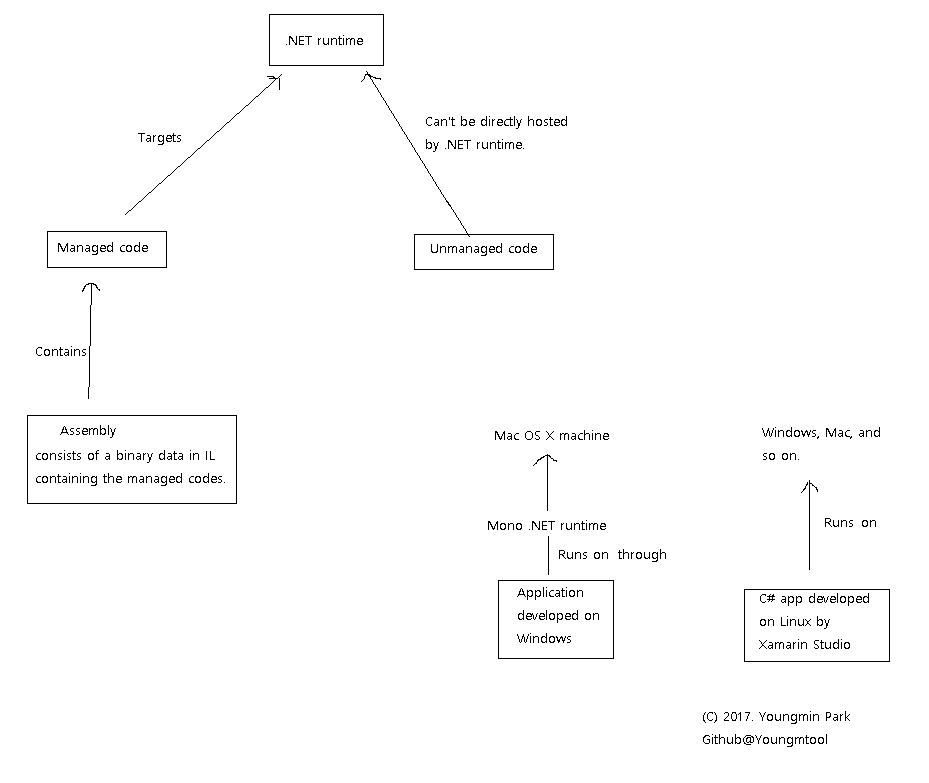 .NET runtime
Can't be directly hosted
by .NET runtime.
Targets
Managed code
Unmanaged code
Contains
Assembly
consists of a binary data in IL
containing the managed codes.
Mac OS X machine
Mono .NET runtime
Runs on through
Application
developed on
Windows
Windows, Mac, and
so on.
Runs on
C# app developed
on Linux by
Xamarin Studio
(C) 2017. Youngmin Park
Github@Youngmtool